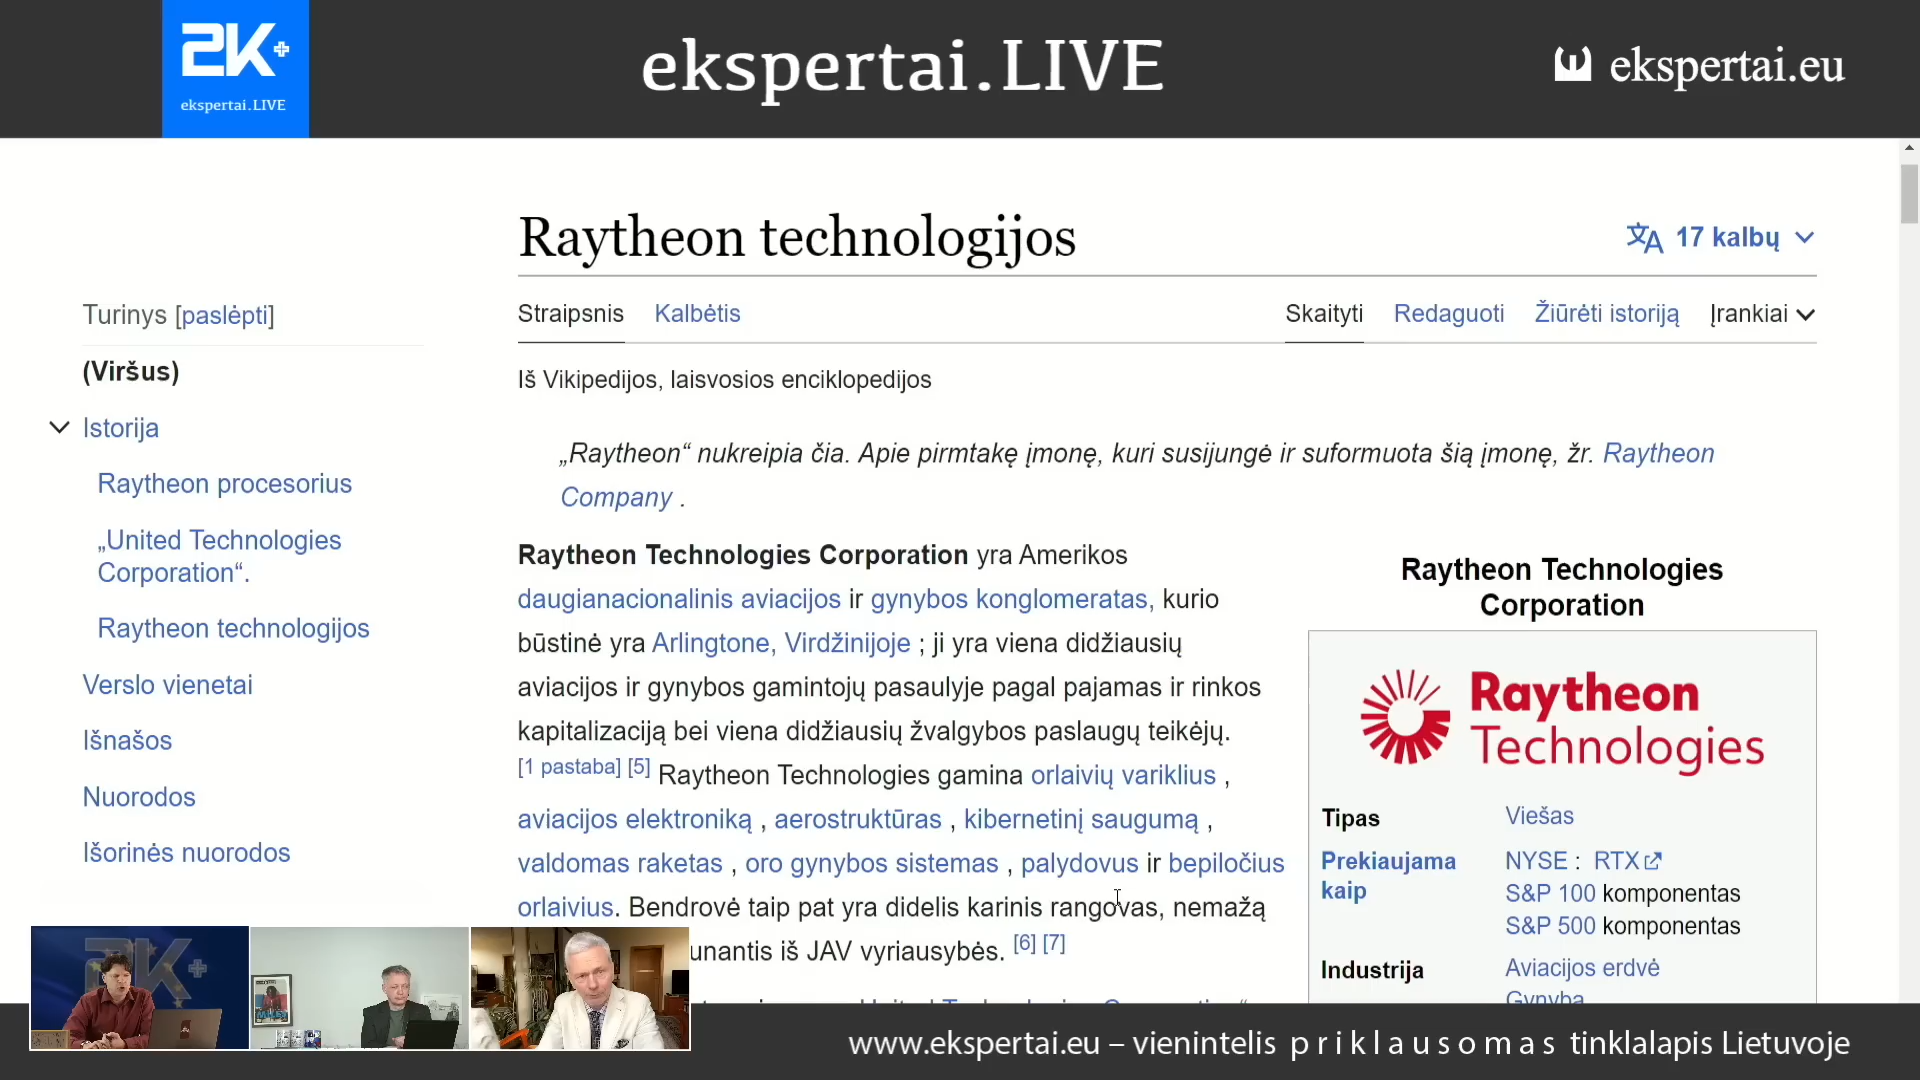 2K+
ekspertai.LIVE
ekspertai.LIVE
ekspertai.eu
Raytheon technologijos
17 kalbų
Turinys [paslėpti]
(Viršus)
Istorija
Raytheon procesorius
„United Technologies
Corporation“.
Raytheon technologijos
Verslo vienetai
Išnašos
Nuorodos
Išorinės nuorodos
Straipsnis Kalbėtis
Skaityti Redaguoti Žiūrėti istoriją Įrankiai
Iš Vikipedijos, laisvosios enciklopedijos
„Raytheon“ nukreipia čia. Apie pirmtakę įmonę, kuri susijungė ir suformuota šią įmonę, žr. Raytheon
Company .
Raytheon Technologies Corporation yra Amerikos
daugianacionalinis aviacijos ir gynybos konglomeratas, kurio
būstinė yra Arlingtone, Virdžinijoje ; ji yra viena didžiausių
aviacijos ir gynybos gamintojų pasaulyje pagal pajamas ir rinkos
kapitalizaciją bei viena didžiausių žvalgybos paslaugų teikėjų.
[1 pastaba] [5] Raytheon Technologies gamina orlaivių variklius ,
aviacijos elektroniką , aerostruktūras , kibernetinį saugumą ,
valdomas raketas , oro gynybos sistemas , palydovus ir bepiločius
orlaivius. Bendrovė taip pat yra didelis karinis rangovas, nemažą
unantis iš JAV vyriausybės. [6] [7]
Raytheon Technologies
Corporation
Raytheon
Technologies
Tipas Viešas
Prekiaujama
kaip
NYSE : RTX
S&P 100 komponentas
S&P 500 komponentas
Industrija Aviacijos erdvė
Gynyba
2K+
www.ekspertai.eu – vienintelis priklausomas tinklalapis Lietuvoje